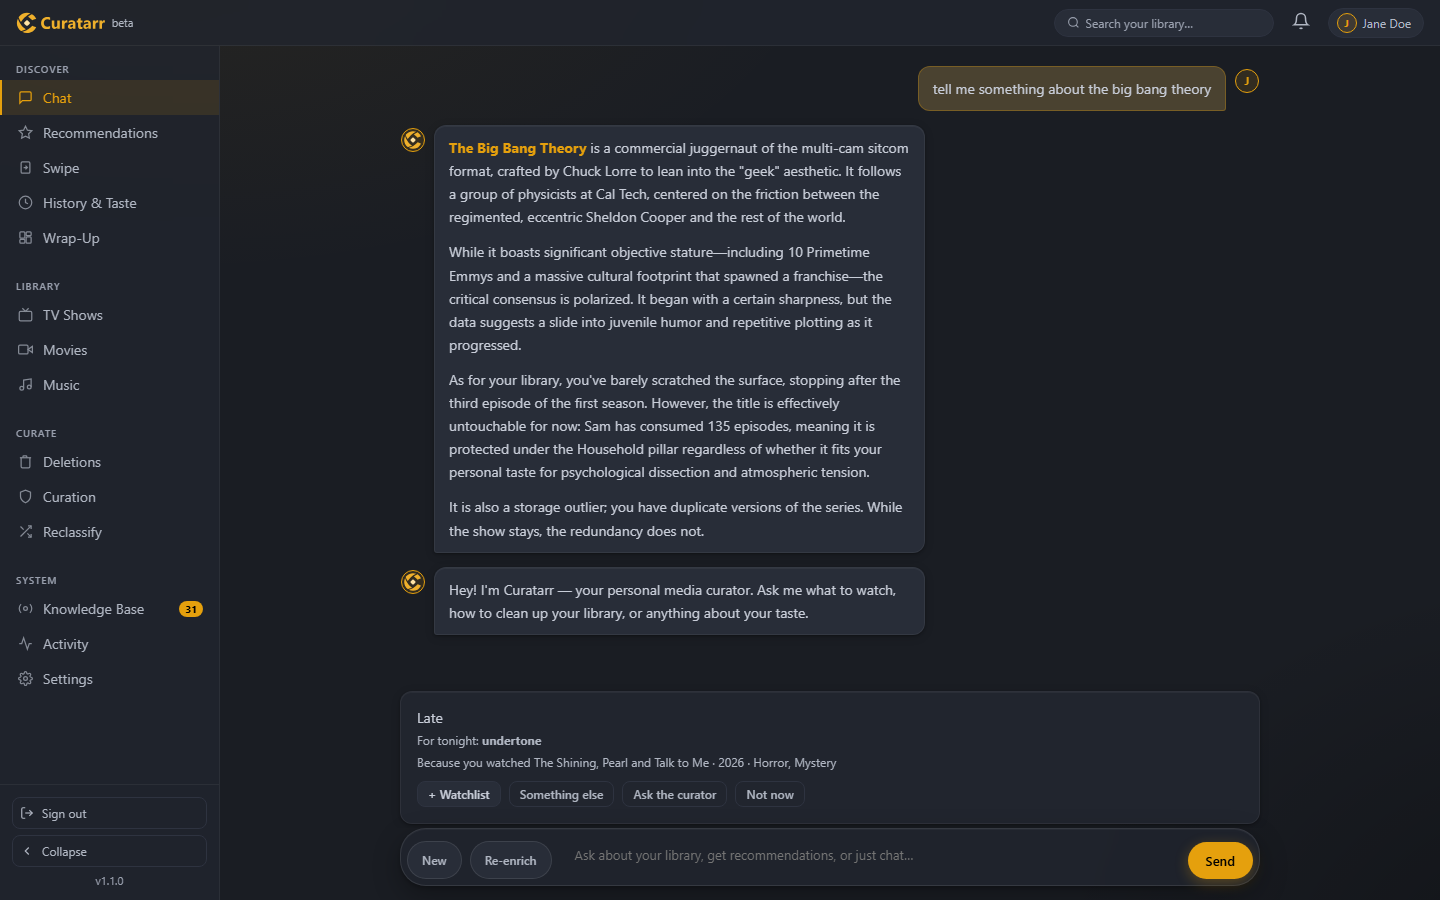 Curatarr beta
Search your library...
J
Jane Doe
DISCOVER
Chat
Recommendations
Swipe
History & Taste
Wrap-Up
LIBRARY
TV Shows
Movies
Music
CURATE
Deletions
Curation
Reclassify
SYSTEM
Knowledge Base 31
Activity
Settings
Sign out
Collapse
v1.1.0
tell me something about the big bang theory
J
The Big Bang Theory is a commercial juggernaut of the multi-cam sitcom
format, crafted by Chuck Lorre to lean into the "geek" aesthetic. It follows
a group of physicists at Cal Tech, centered on the friction between the
regimented, eccentric Sheldon Cooper and the rest of the world.
While it boasts significant objective stature—including 10 Primetime
Emmys and a massive cultural footprint that spawned a franchise—the
critical consensus is polarized. It began with a certain sharpness, but the
data suggests a slide into juvenile humor and repetitive plotting as it
progressed.
As for your library, you've barely scratched the surface, stopping after the
third episode of the first season. However, the title is effectively
untouchable for now: Sam has consumed 135 episodes, meaning it is
protected under the Household pillar regardless of whether it fits your
personal taste for psychological dissection and atmospheric tension.
It is also a storage outlier; you have duplicate versions of the series. While
the show stays, the redundancy does not.
Hey! I'm Curatarr — your personal media curator. Ask me what to watch,
how to clean up your library, or anything about your taste.
Late
For tonight: undertone
Because you watched The Shining, Pearl and Talk to Me · 2026 · Horror, Mystery
+ Watchlist
Something else
Ask the curator
Not now
New
Re-enrich
Ask about your library, get recommendations, or just chat...
Send